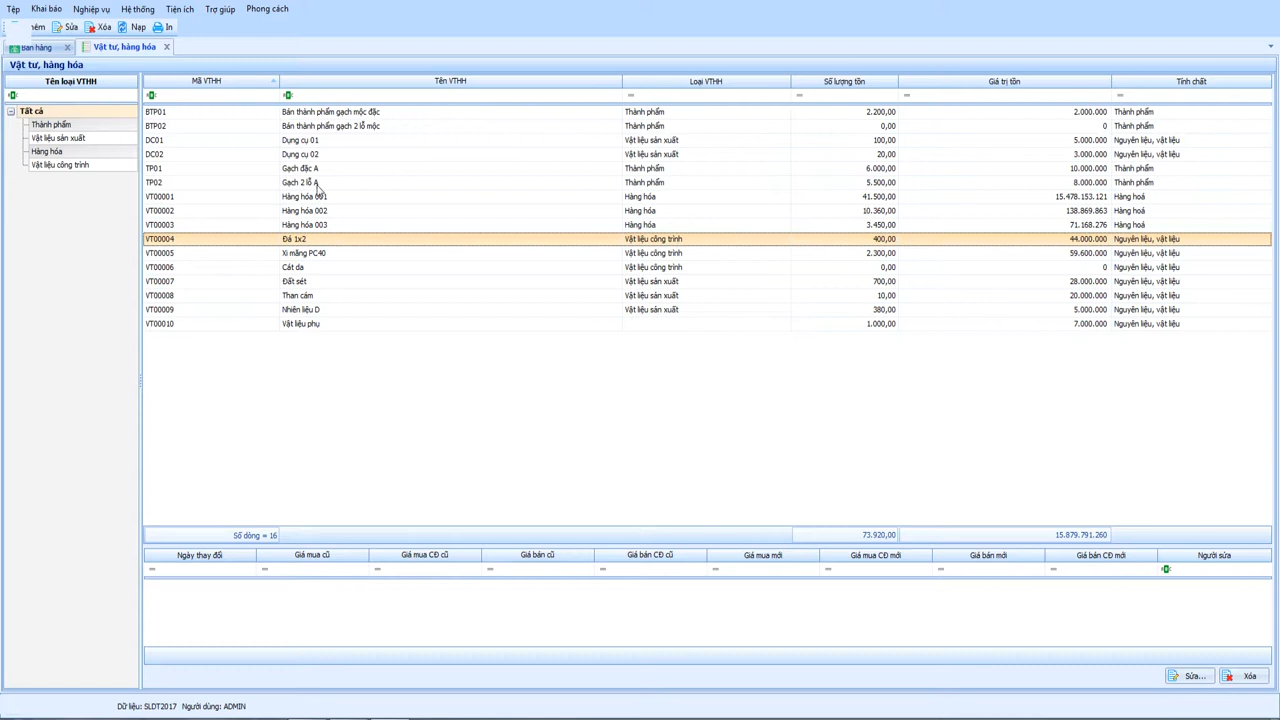 Tệp Khai báo Nghiệp vụ Hệ thống Tiện ích Trợ giúp Phong cách
Sửa Xóa Nạp In
Bán hàng Vật tư, hàng hóa
Vật tư, hàng hóa
Tên loại VTHH Mã VTHH Tên VTHH Loại VTHH Số lượng tồn Giá trị tồn Tính chất
Tất cả
Thành phẩm
Vật liệu sản xuất
Hàng hóa
Vật liệu công trình
BTP01 Bán thành phẩm gạch mộc đặc Thành phẩm 2.200,00 2.000.000 Thành phẩm
BTP02 Bán thành phẩm gạch 2 lỗ mộc Thành phẩm 0,00 0 Thành phẩm
DC01 Dụng cụ 01 Vật liệu sản xuất 100,00 5.000.000 Nguyên liệu, vật liệu
DC02 Dụng cụ 02 Vật liệu sản xuất 20,00 3.000.000 Nguyên liệu, vật liệu
TP01 Gạch đặc A Thành phẩm 6.000,00 10.000.000 Thành phẩm
TP02 Gạch 2 lỗ A Thành phẩm 5.500,00 8.000.000 Thành phẩm
VT00001 Hàng hóa 001 Hàng hóa 41.500,00 15.478.153.121 Hàng hoá
VT00002 Hàng hóa 002 Hàng hóa 10.360,00 138.869.863 Hàng hoá
VT00003 Hàng hóa 003 Hàng hóa 3.450,00 71.168.276 Hàng hoá
VT00004 Đá 1x2 Vật liệu công trình 400,00 44.000.000 Nguyên liệu, vật liệu
VT00005 Xi măng PC40 Vật liệu công trình 2.300,00 59.600.000 Nguyên liệu, vật liệu
VT00006 Cát da Vật liệu công trình 0,00 0 Nguyên liệu, vật liệu
VT00007 Đất sét Vật liệu sản xuất 700,00 28.000.000 Nguyên liệu, vật liệu
VT00008 Than cám Vật liệu sản xuất 10,00 20.000.000 Nguyên liệu, vật liệu
VT00009 Nhiên liệu D Vật liệu sản xuất 380,00 5.000.000 Nguyên liệu, vật liệu
VT00010 Vật liệu phụ 1.000,00 7.000.000 Nguyên liệu, vật liệu
Số dòng = 16 73.920,00 15.879.791.260
Ngày thay đổi Giá mua cũ Giá mua CĐ cũ Giá bán cũ Giá bán CĐ cũ Giá mua mới Giá mua CĐ mới Giá bán mới Giá bán CĐ mới Người sửa
Sửa... Xóa
Dữ liệu: SLDT2017 Người dùng: ADMIN